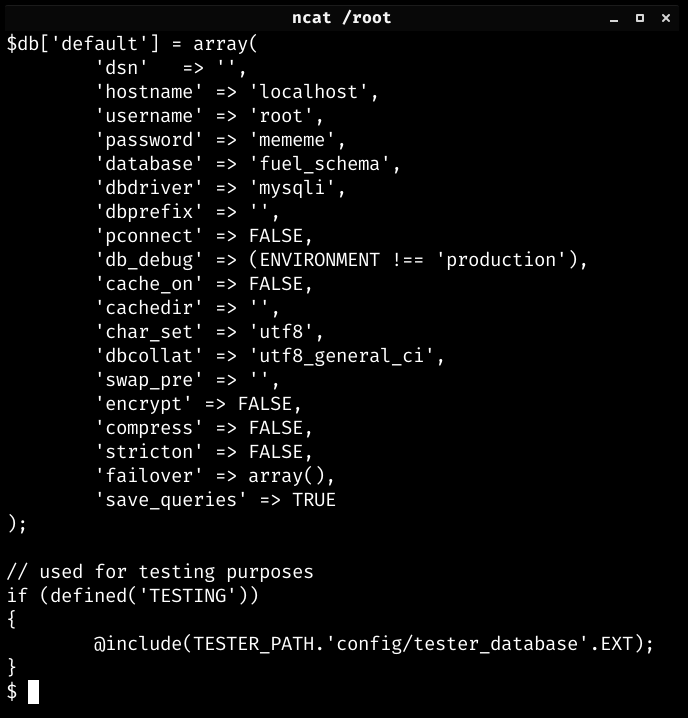 ncat /root
$db['default'] = array(
        'dsn'   => '',
        'hostname' => 'localhost',
        'username' => 'root',
        'password' => 'mememe',
        'database' => 'fuel_schema',
        'dbdriver' => 'mysqli',
        'dbprefix' => '',
        'pconnect' => FALSE,
        'db_debug' => (ENVIRONMENT !== 'production'),
        'cache_on' => FALSE,
        'cachedir' => '',
        'char_set' => 'utf8',
        'dbcollat' => 'utf8_general_ci',
        'swap_pre' => '',
        'encrypt' => FALSE,
        'compress' => FALSE,
        'stricton' => FALSE,
        'failover' => array(),
        'save_queries' => TRUE
);

// used for testing purposes
if (defined('TESTING'))
{
        @include(TESTER_PATH.'config/tester_database'.EXT);
}
$